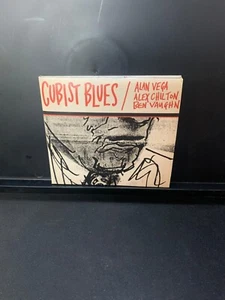 CUBIST BLUES / ALAN VEGA
ALEX CHILTON
BEN VAUGHN